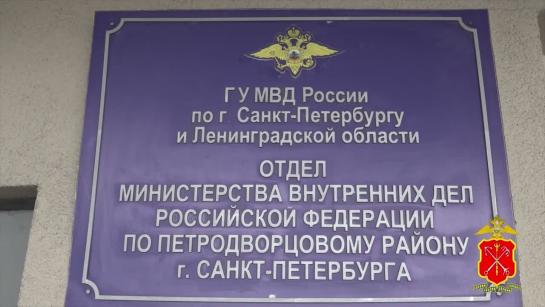 ГУ МВД России
по г. Санкт-Петербургу
и Ленинградской области
ОТДЕЛ
МИНИСТЕРСТВА ВНУТРЕННИХ ДЕЛ
РОССИЙСКОЙ ФЕДЕРАЦИИ
ПО ПЕТРОДВОРЦОВОМУ РАЙОНУ
г. САНКТ-ПЕТЕРБУРГА